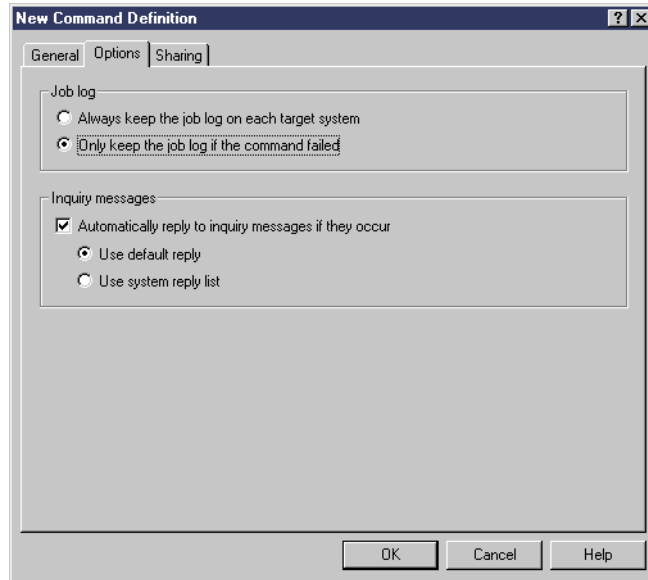 New Command Definition
General Options Sharing
Job log
Always keep the job log on each target system
Only keep the job log if the command failed
Inquiry messages
Automatically reply to inquiry messages if they occur
Use default reply
Use system reply list
OK Cancel Help